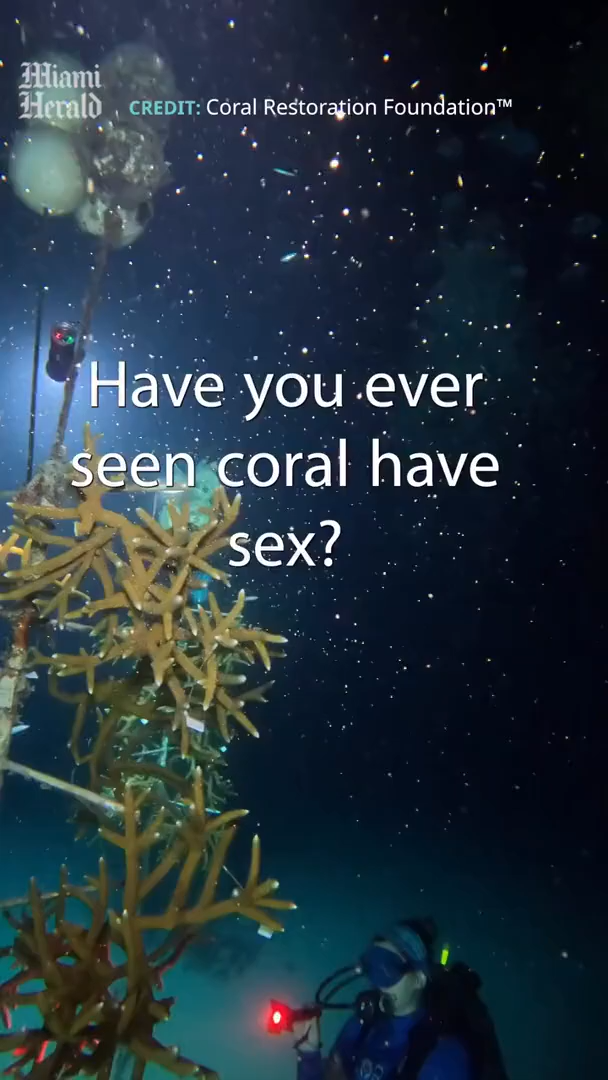 Miami
Herald
CREDIT: Coral Restoration Foundation™
Have you ever
seen coral have
sex?